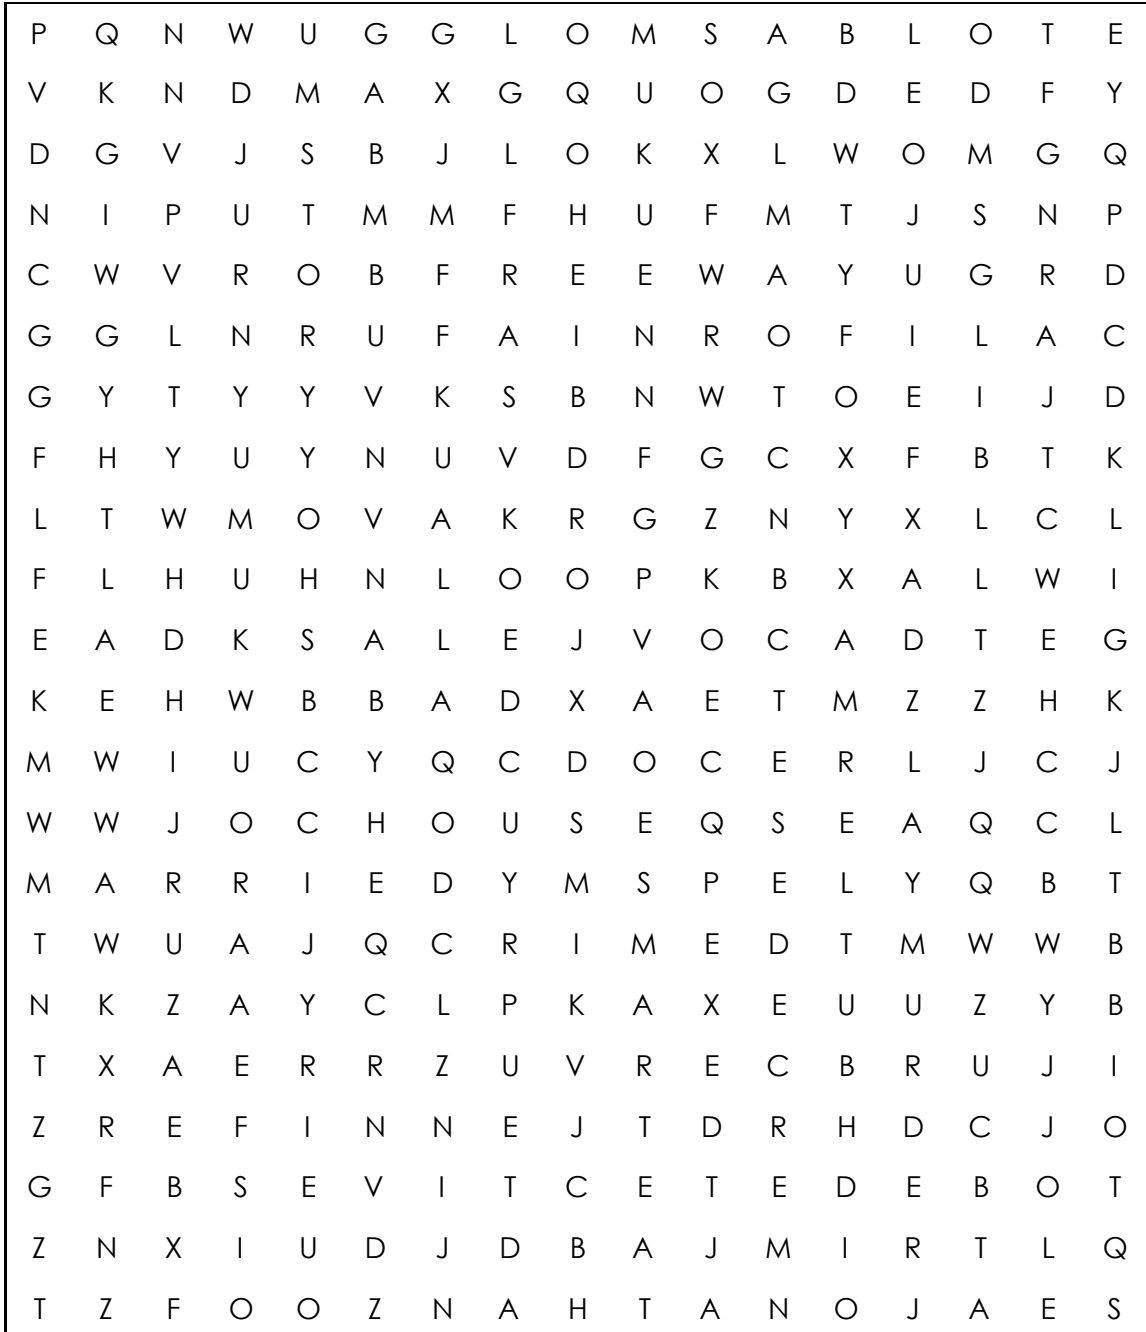 P Q N W U G G L O M S A B L O T E
V K N D M A X G Q U O G D E D F Y
D G V J S B J L O K X L W O M G Q
N I P U T M M F H U F M T J S N P
C W V R O B F R E E W A Y U G R D
G G L N R U F A I N R O F I L A C
G Y T Y Y V K S B N W T O E I J D
F H Y U Y N U V D F G C X F B T K
L T W M O V A K R G Z N Y X L C L
F L H U H N L O O P K B X A L W I
E A D K S A L E J V O C A D T E G
K E H W B B A D X A E T M Z Z H K
M W I U C Y Q C D O C E R L J C J
W W J O C H O U S E Q S E A Q C L
M A R R I E D Y M S P E L Y Q B T
T W U A J Q C R I M E D T M W W B
N K Z A Y C L P K A X E U U Z Y B
T X A E R R Z U V R E C B R U J I
Z R E F I N N E J T D R H D C J O
G F B S E V I T C E T E D E B O T
Z N X I U D J D B A J M I R T L Q
T Z F O O Z N A H T A N O J A E S